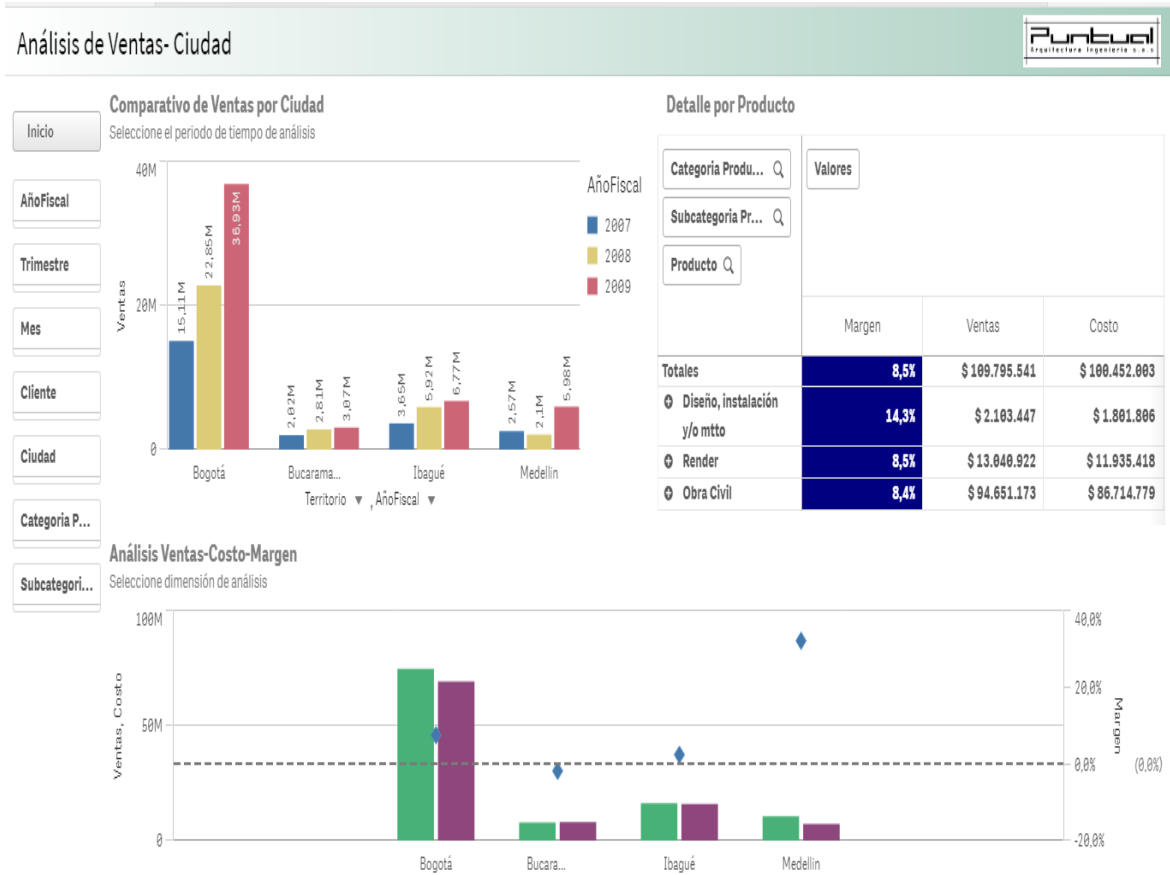 Análisis de Ventas- Ciudad
Puntual
Arquitectura Ingeniería s.a.s
Inicio
AñoFiscal
Trimestre
Mes
Cliente
Ciudad
Categoria P...
Subcategori...
Comparativo de Ventas por Ciudad
Seleccione el periodo de tiempo de análisis
Ventas
40M
20M
0
15,11M
22,85M
36,93M
2,02M
2,81M
3,07M
3,65M
5,92M
6,77M
2,57M
2,1M
5,98M
Bogotá
Bucarama...
Ibagué
Medellin
Territorio ▼ , AñoFiscal ▼
AñoFiscal
2007
2008
2009
Detalle por Producto
Categoria Produ...
Valores
Subcategoria Pr...
Producto
Margen Ventas Costo
Totales 8,5% $ 109.795.541 $ 100.452.003
Diseño, instalación
y/o mtto 14,3% $ 2.103.447 $ 1.801.806
Render 8,5% $ 13.040.922 $ 11.935.418
Obra Civil 8,4% $ 94.651.173 $ 86.714.779
Análisis Ventas-Costo-Margen
Seleccione dimensión de análisis
Ventas, Costo
100M
50M
0
40,0%
20,0%
0,0%
-20,0%
Margen
(0,0%)
Bogotá
Bucara...
Ibagué
Medellin